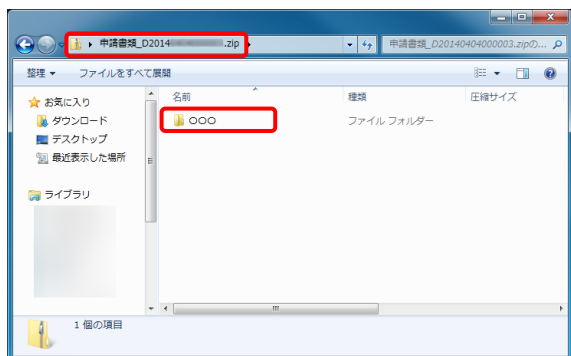 申請書類_D2014 .zip
申請書類_D20140404000003.zipの...
整理 ファイルをすべて展開
お気に入り
ダウンロード
デスクトップ
最近表示した場所
ライブラリ
名前 種類 圧縮サイズ
○○○ ファイル フォルダー
1 個の項目